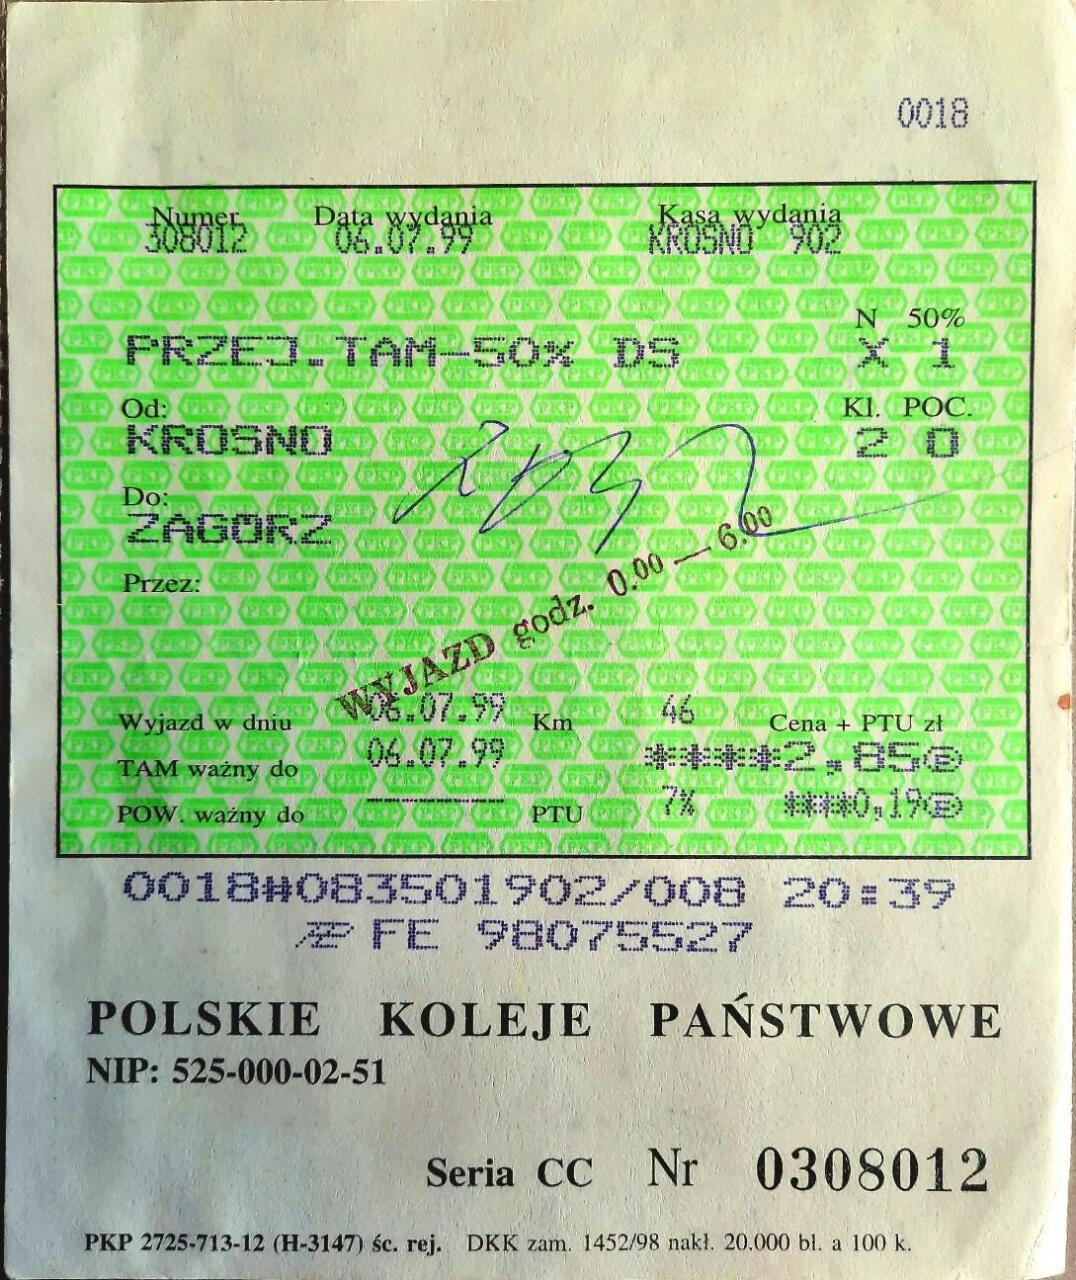 0018
Numer Data wydania Kasa wydania
308012 06.07.99 KROSNO 902
N 50%
PRZEJ.TAM-50% DS X 1
Od: Kl. POC.
KROSNO 2 0
Do:
ZAGÓRZ
Przez:
WYJAZD godz. 0.00 — 6.00
Wyjazd w dniu 06.07.99 Km 46 Cena + PTU zł
TAM ważny do 06.07.99 ****2,85
POW. ważny do ---------- PTU 7% ****0,19
0018#083501902/008 20:39
FE 98075527
POLSKIE KOLEJE PAŃSTWOWE
NIP: 525-000-02-51
Seria CC Nr 0308012
PKP 2725-713-12 (H-3147) śc. rej. DKK zam. 1452/98 nakł. 20.000 bl. a 100 k.